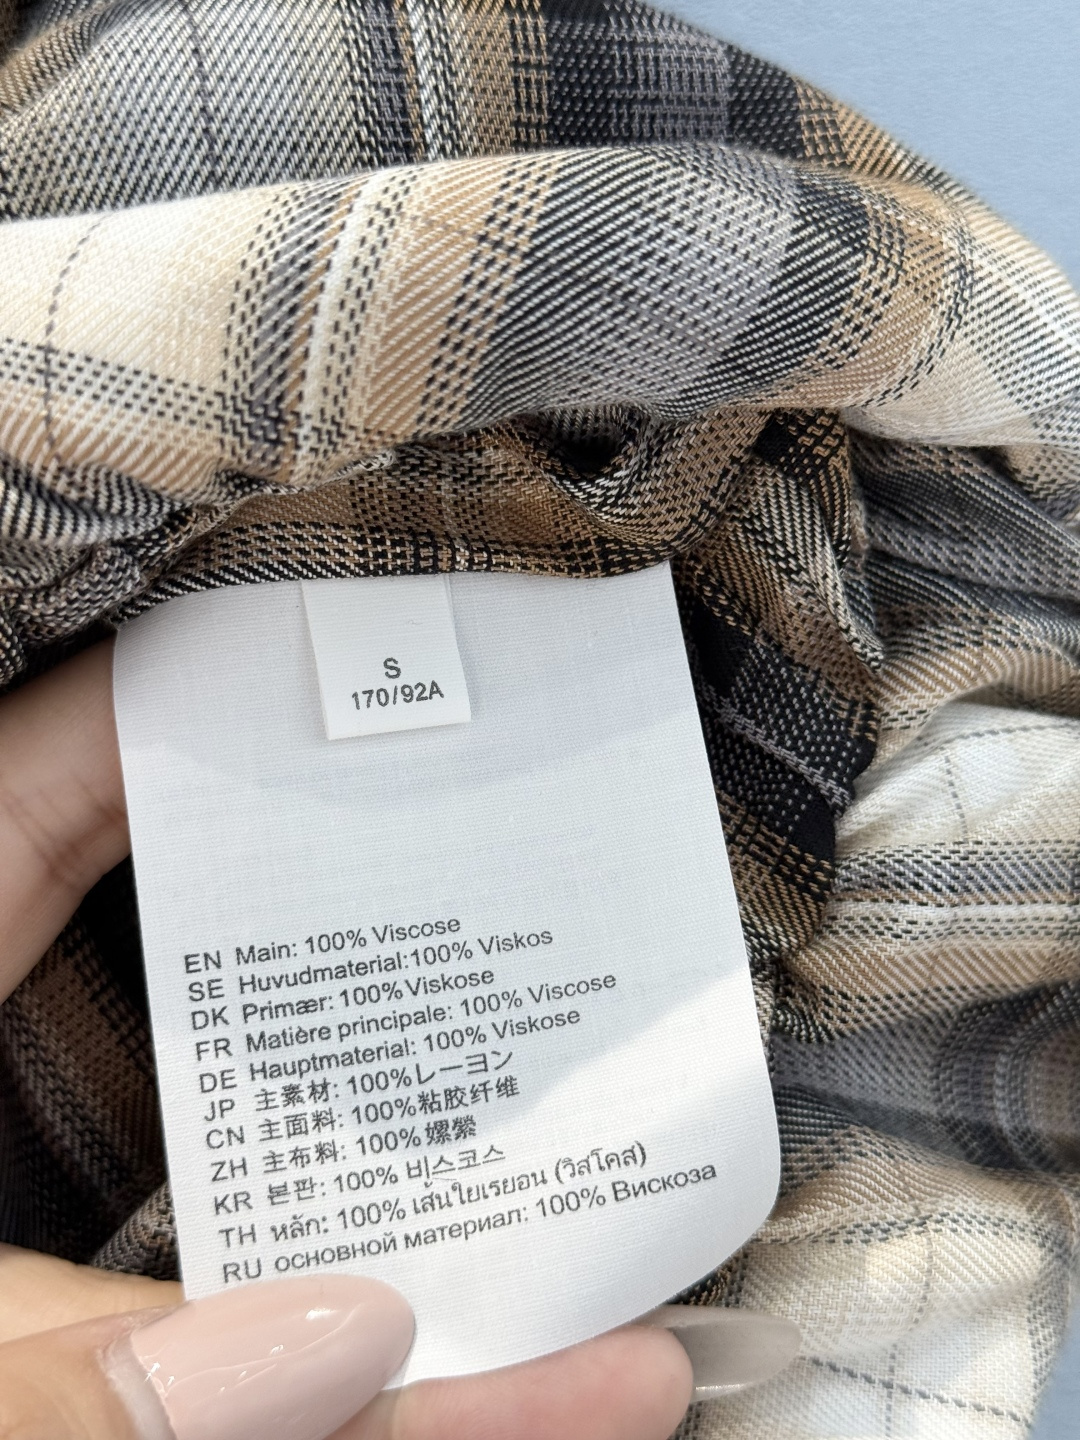 S
170/92A
EN Main: 100% Viscose
SE Huvudmaterial:100% Viskos
DK Primær: 100% Viskose
FR Matière principale: 100% Viscose
DE Hauptmaterial: 100% Viskose
JP 主素材: 100%レーヨン
CN 主面料: 100%粘胶纤维
ZH 主布料: 100%嫘縈
KR 본판: 100% 비스코스
TH หลัก: 100% เส้นใยเรยอน (วิสโคส)
RU основной материал: 100% Вискоза